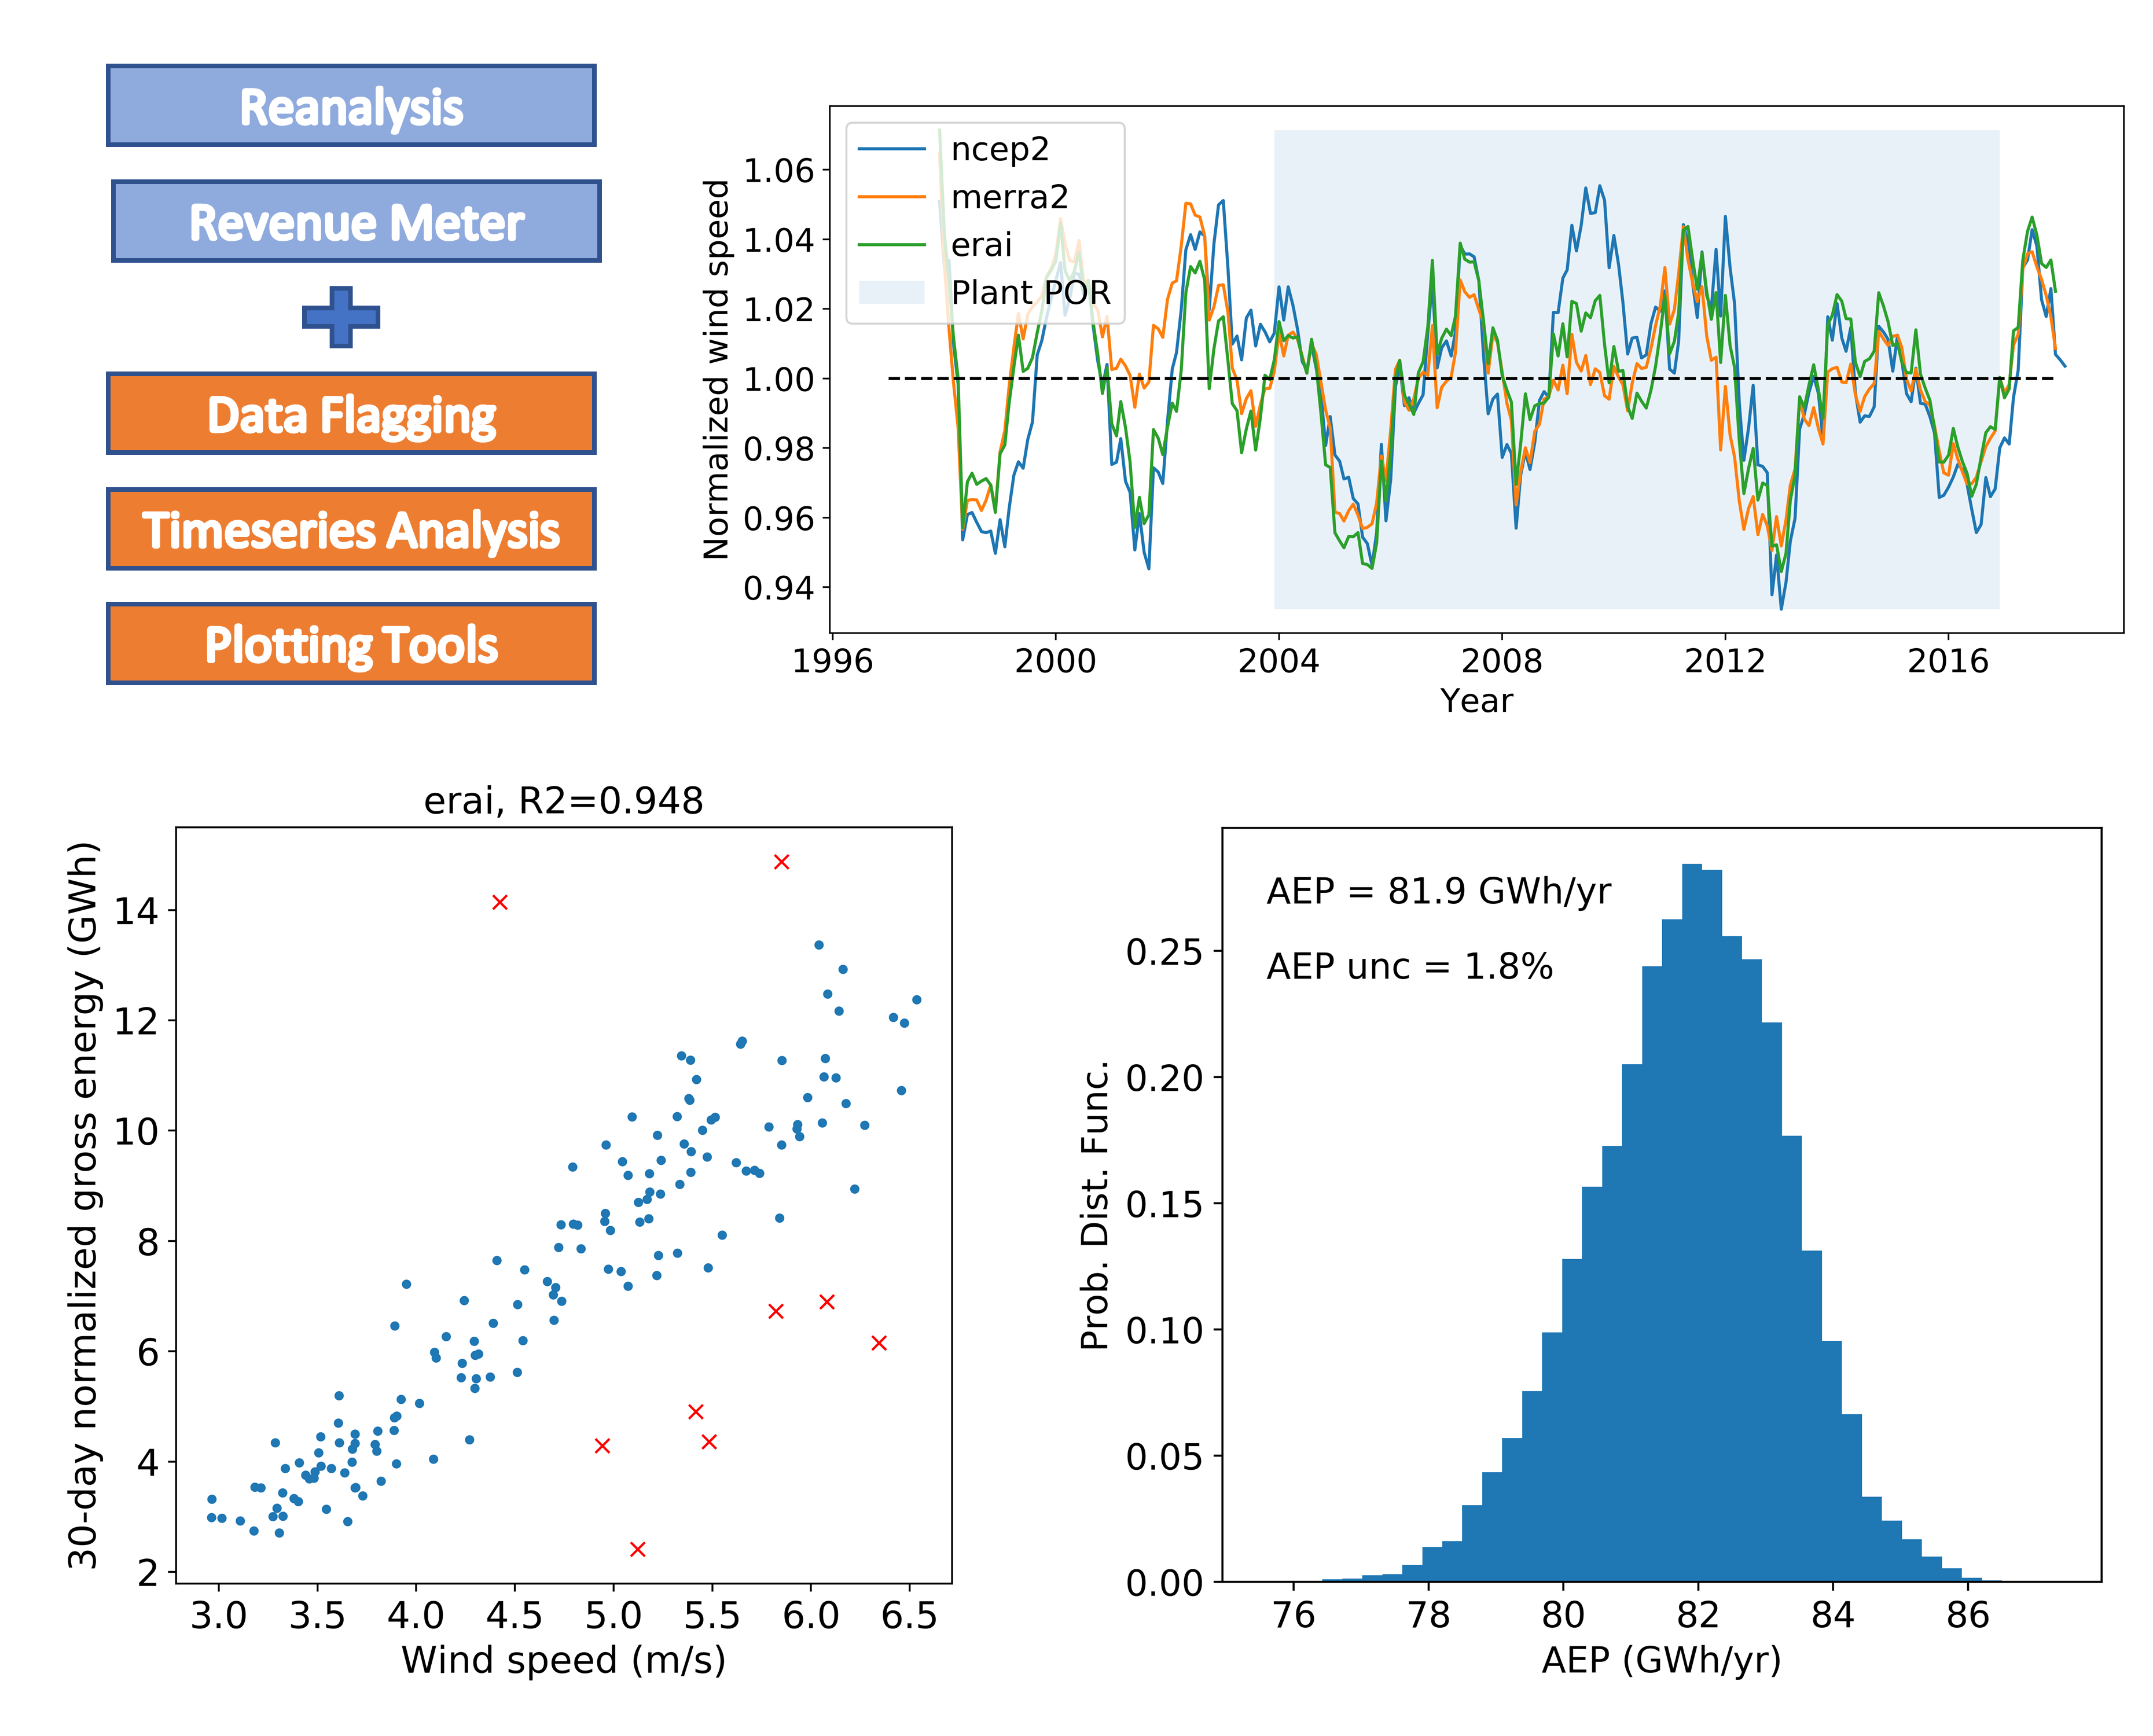 Reanalysis
Revenue Meter
Data Flagging
Timeseries Analysis
Plotting Tools
ncep2
merra2
erai
Plant POR
Normalized wind speed
1.06
1.04
1.02
1.00
0.98
0.96
0.94
1996 2000 2004 2008 2012 2016
Year
erai, R2=0.948
30-day normalized gross energy (GWh)
14
12
10
8
6
4
2
3.0 3.5 4.0 4.5 5.0 5.5 6.0 6.5
Wind speed (m/s)
AEP = 81.9 GWh/yr
AEP unc = 1.8%
Prob. Dist. Func.
0.25
0.20
0.15
0.10
0.05
0.00
76 78 80 82 84 86
AEP (GWh/yr)